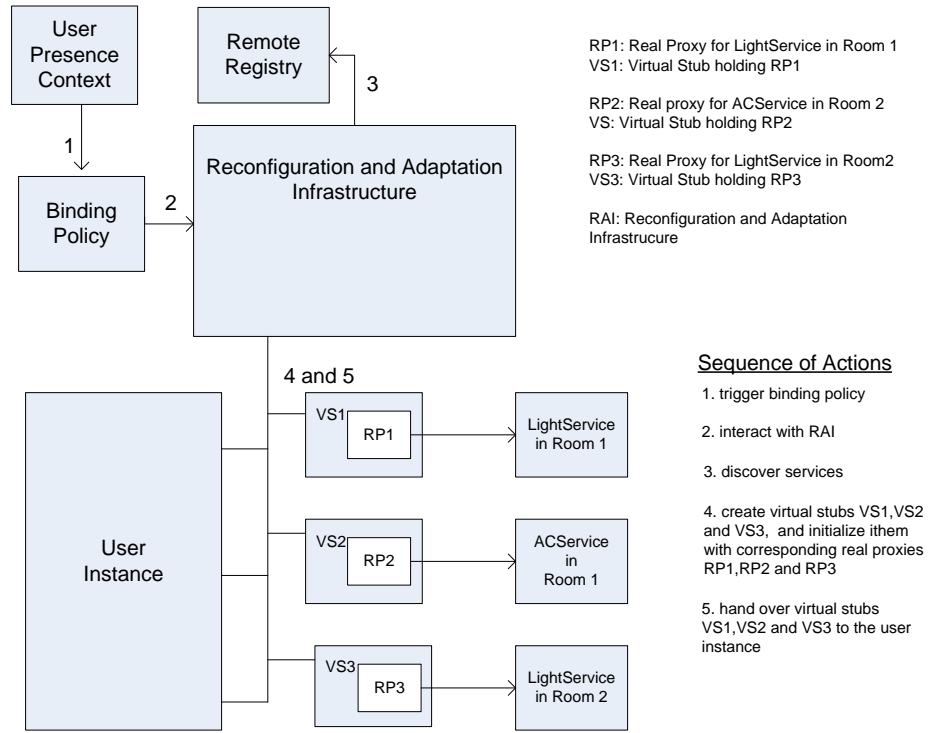 User
Presence
Context
Remote
Registry
3
1
Reconfiguration and Adaptation
Infrastructure
Binding
Policy
2
RP1: Real Proxy for LightService in Room 1
VS1: Virtual Stub holding RP1
RP2: Real proxy for ACService in Room 2
VS: Virtual Stub holding RP2
RP3: Real Proxy for LightService in Room2
VS3: Virtual Stub holding RP3
RAI: Reconfiguration and Adaptation
Infrastrucure
4 and 5
User
Instance
VS1
RP1
LightService
in Room 1
VS2
RP2
ACService
in
Room 1
VS3
RP3
LightService
in Room 2
Sequence of Actions
1. trigger binding policy
2. interact with RAI
3. discover services
4. create virtual stubs VS1,VS2
and VS3,  and initialize ithem
with corresponding real proxies
RP1,RP2 and RP3
5. hand over virtual stubs
VS1,VS2 and VS3 to the user
instance